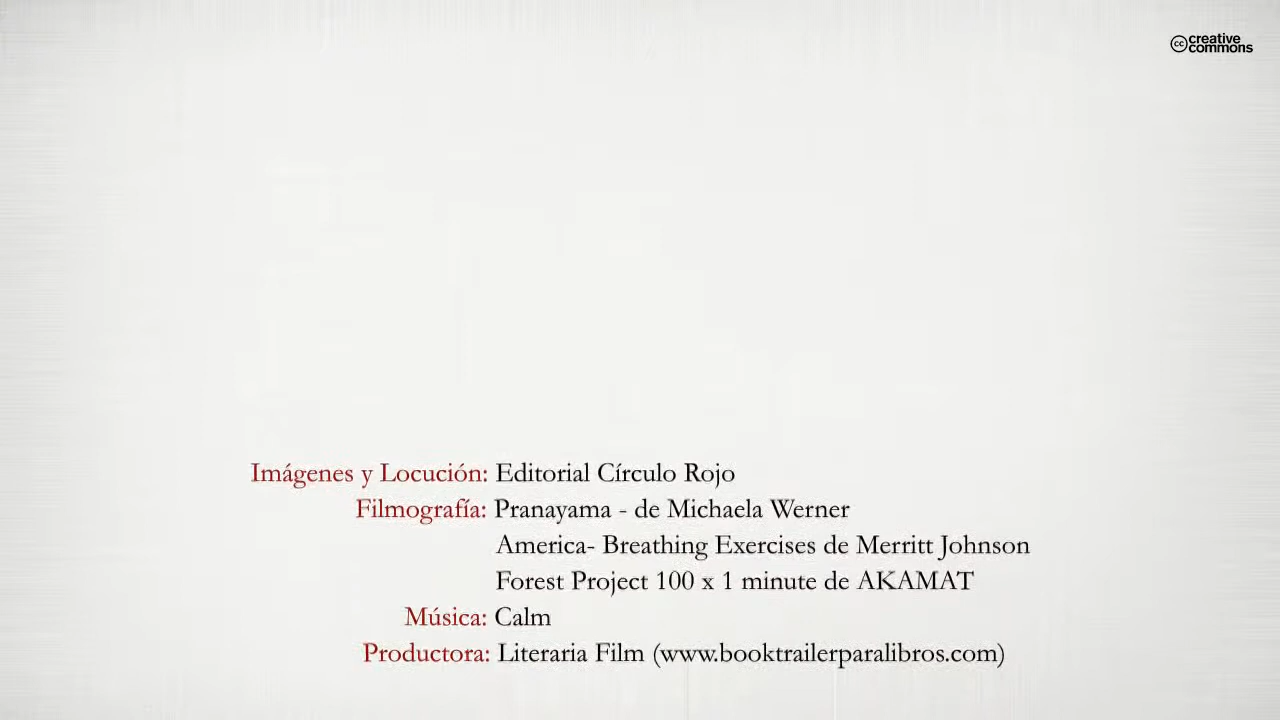 cc creative
commons
Imágenes y Locución: Editorial Círculo Rojo
Filmografía: Pranayama - de Michaela Werner
America- Breathing Exercises de Merritt Johnson
Forest Project 100 x 1 minute de AKAMAT
Música: Calm
Productora: Literaria Film (www.booktrailerparalibros.com)